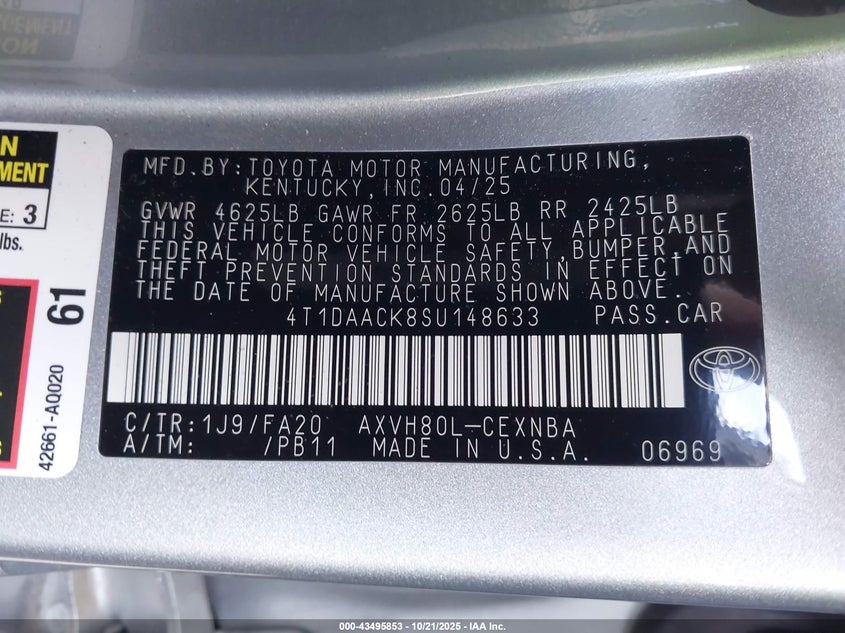 N
EMENT
E: 3
lbs.
61
42661-AQ020
MFD.BY:TOYOTA MOTOR MANUFACTURING,
KENTUCKY,INC.04/25
GVWR 4625LB GAWR FR 2625LB RR 2425LB
THIS VEHICLE CONFORMS TO ALL APPLICABLE
FEDERAL MOTOR VEHICLE SAFETY,BUMPER,AND
THEFT PREVENTION STANDARDS IN EFFECT ON
THE DATE OF MANUFACTURE SHOWN ABOVE.
4T1DAACK8SU148633 PASS.CAR
C/TR:1J9/FA20 AXVH80L-CEXNBA
A/TM: /PB11 MADE IN U.S.A. 06969
000-43495853 - 10/21/2025 - IAA Inc.